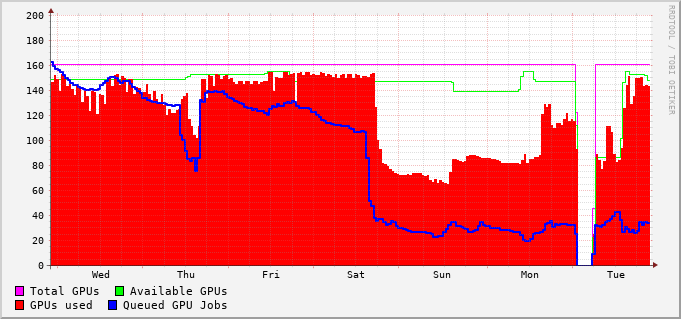 200
180
160
140
120
100
80
60
40
20
0
Wed Thu Fri Sat Sun Mon Tue
Total GPUs Available GPUs
GPUs used Queued GPU Jobs
RRDTOOL / TOBI OETIKER